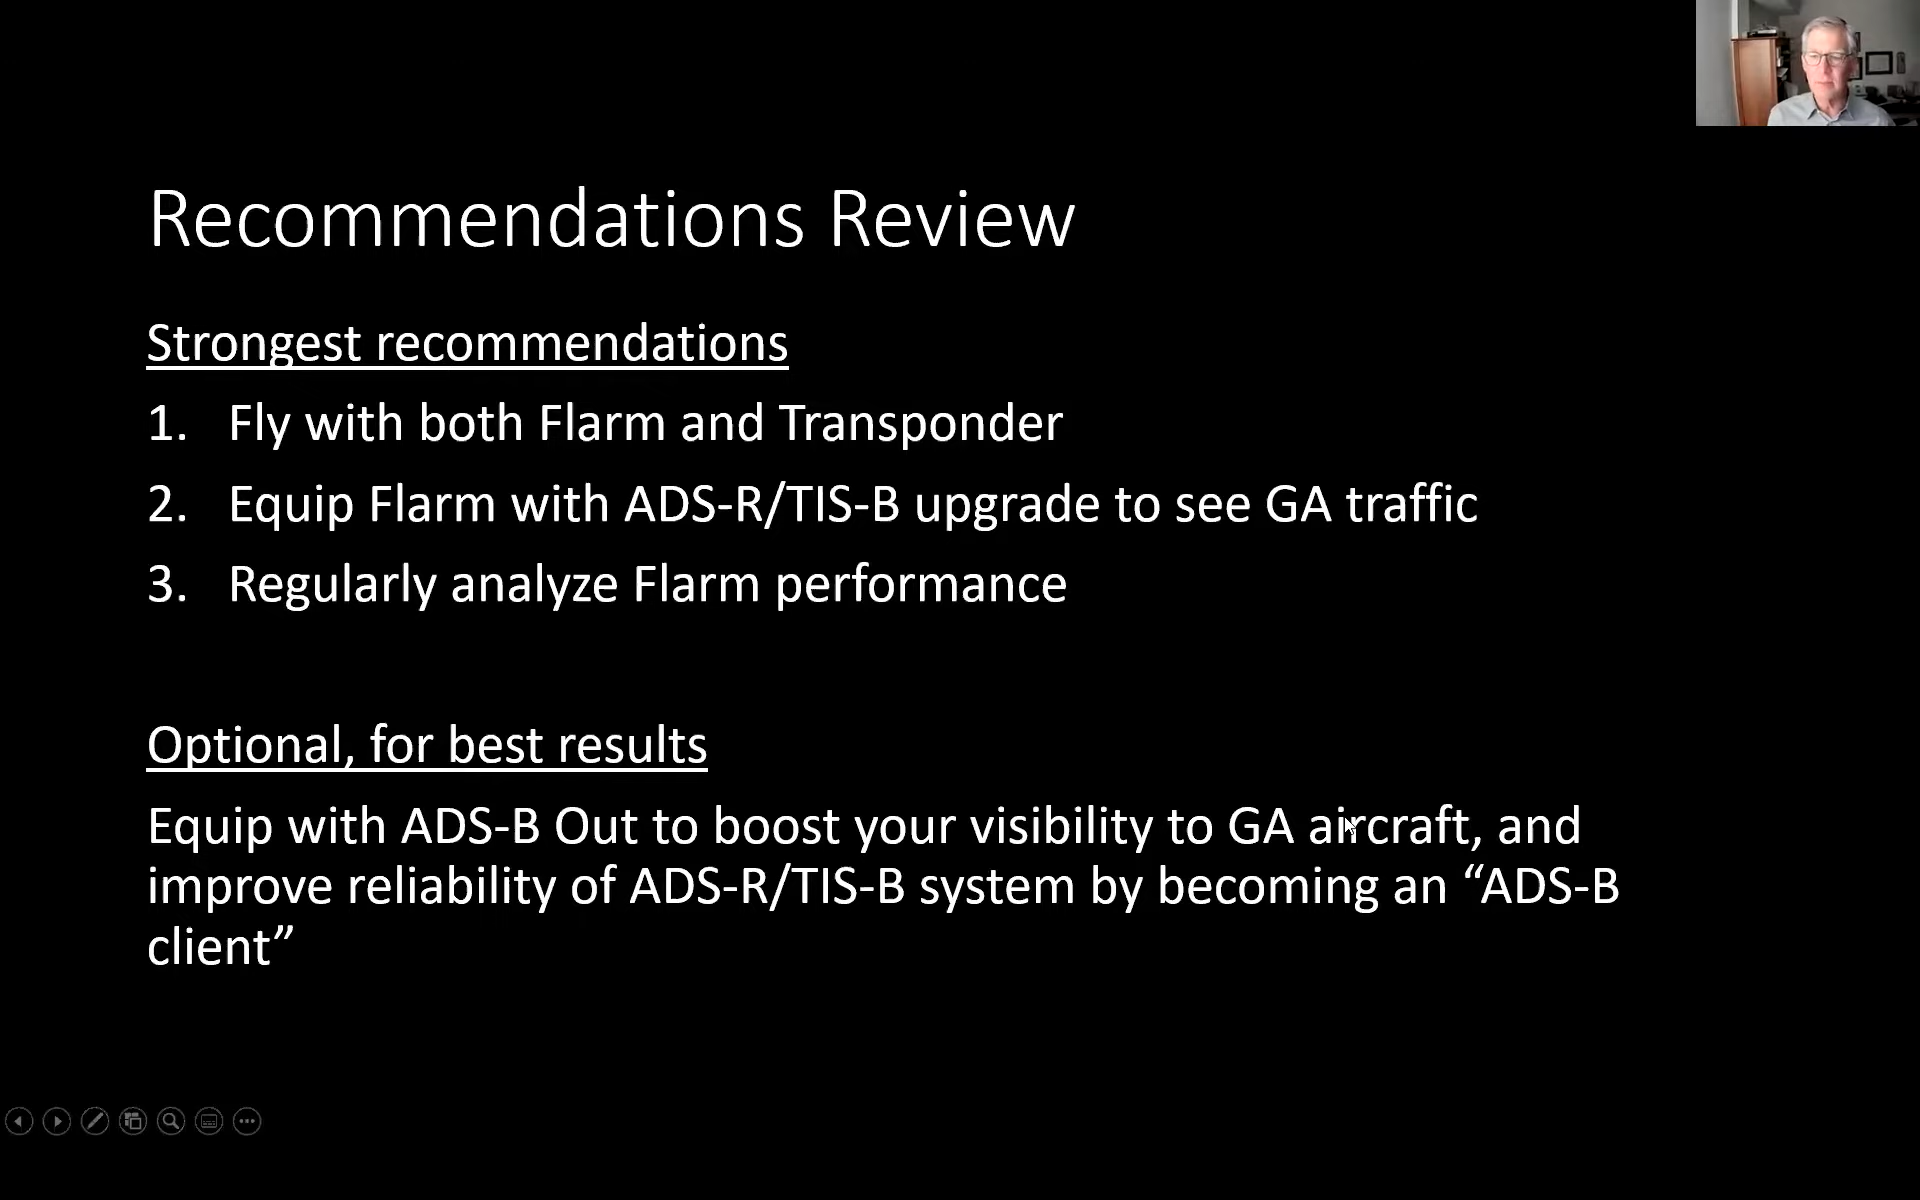 Recommendations Review
Strongest recommendations
1. Fly with both Flarm and Transponder
2. Equip Flarm with ADS-R/TIS-B upgrade to see GA traffic
3. Regularly analyze Flarm performance
Optional, for best results
Equip with ADS-B Out to boost your visibility to GA aircraft, and
improve reliability of ADS-R/TIS-B system by becoming an “ADS-B
client”